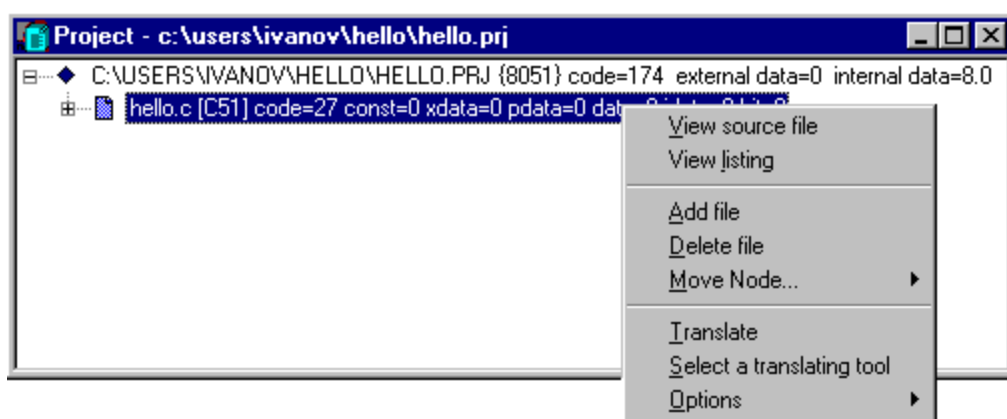 Project - c:\users\ivanov\hello\hello.prj
C:\USERS\IVANOV\HELLO\HELLO.PRJ {8051} code=174 external data=0 internal data=8.0
hello.c [C51] code=27 const=0 xdata=0 pdata=0
View source file
View listing
Add file
Delete file
Move Node...
Translate
Select a translating tool
Options